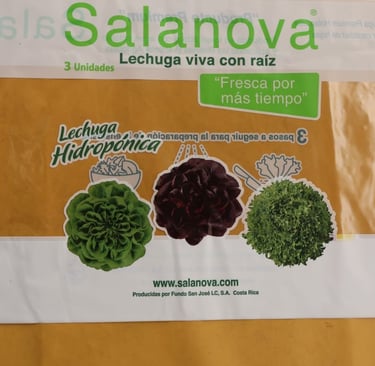 Salanova®
Lechuga viva con raíz
3 Unidades
"Fresca por
más tiempo"
3 pasos a seguir para la preparación
Lechuga
Hidropónica
www.salanova.com
Producidas por Fundo San José LC, S.A. Costa Rica